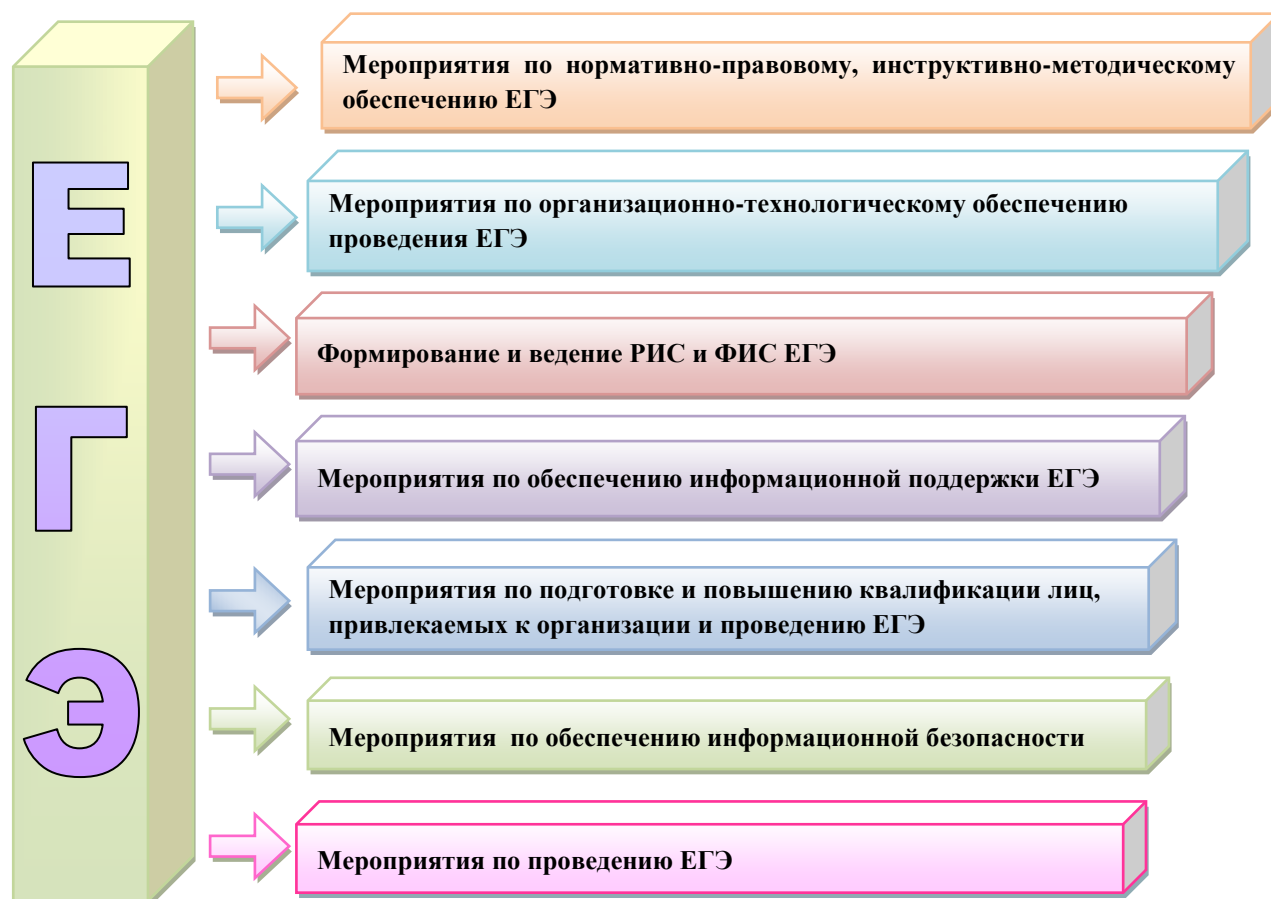 ЕГЭ
Мероприятия по нормативно-правовому, инструктивно-методическому
обеспечению ЕГЭ
Мероприятия по организационно-технологическому обеспечению
проведения ЕГЭ
Формирование и ведение РИС и ФИС ЕГЭ
Мероприятия по обеспечению информационной поддержки ЕГЭ
Мероприятия по подготовке и повышению квалификации лиц,
привлекаемых к организации и проведению ЕГЭ
Мероприятия по обеспечению информационной безопасности
Мероприятия по проведению ЕГЭ